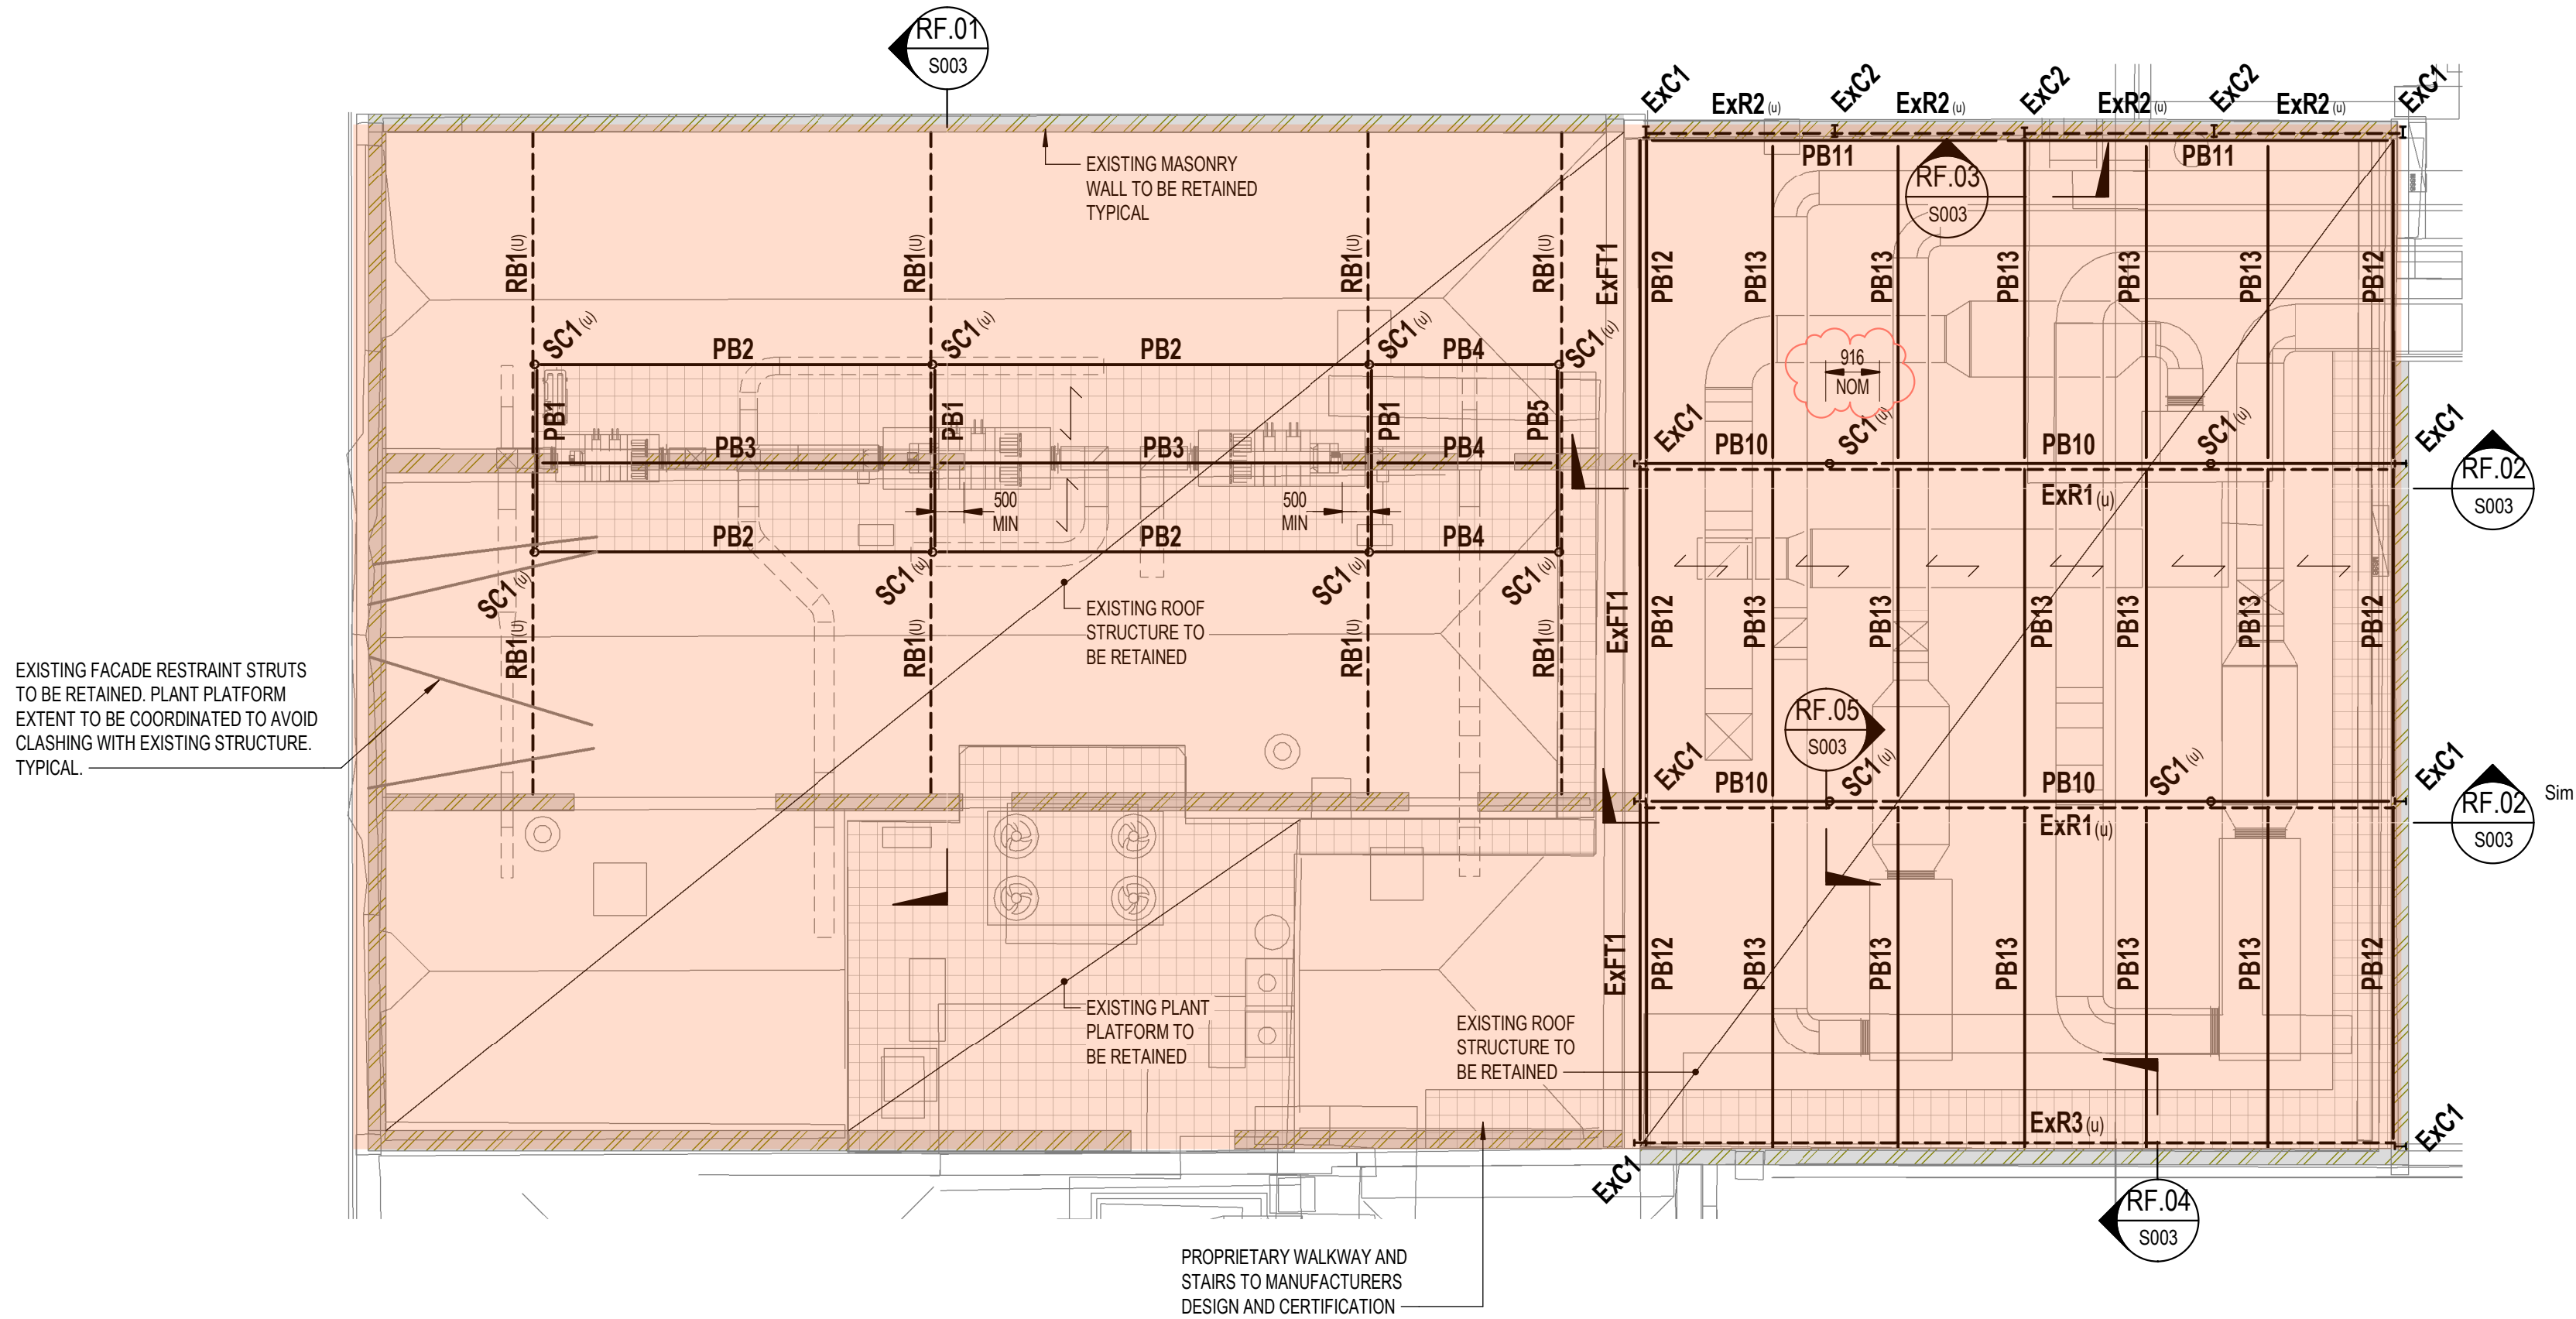 RF.01
S003
ExC1
ExR2 (u)
ExC2
ExR2 (u)
ExC2
ExR2 (u)
ExC2
ExR2 (u)
ExC1
EXISTING MASONRY
WALL TO BE RETAINED
TYPICAL
PB11
PB11
RF.03
S003
RB1(U)
RB1(U)
RB1(U)
RB1(U)
ExFT1
PB12
PB13
PB13
PB13
PB13
PB13
PB12
SC1 (u)
PB2
SC1 (u)
PB2
SC1 (u)
PB4
SC1 (u)
916
NOM
PB1
PB1
PB1
PB5
PB3
PB3
PB4
ExC1
PB10
SC1 (u)
PB10
SC1 (u)
ExC1
RF.02
S003
ExR1 (u)
500
MIN
500
MIN
PB2
PB2
PB4
SC1 (u)
SC1 (u)
SC1 (u)
SC1 (u)
EXISTING ROOF
STRUCTURE TO
BE RETAINED
RB1(U)
RB1(U)
RB1(U)
RB1(U)
ExFT1
PB12
PB13
PB13
PB13
PB13
PB13
PB12
EXISTING FACADE RESTRAINT STRUTS
TO BE RETAINED. PLANT PLATFORM
EXTENT TO BE COORDINATED TO AVOID
CLASHING WITH EXISTING STRUCTURE.
TYPICAL.
RF.05
S003
ExC1
PB10
SC1 (u)
PB10
SC1 (u)
ExC1
RF.02
S003
Sim
ExR1 (u)
ExFT1
PB12
PB13
PB13
PB13
PB13
PB13
PB12
EXISTING PLANT
PLATFORM TO
BE RETAINED
EXISTING ROOF
STRUCTURE TO
BE RETAINED
ExR3 (u)
ExC1
ExC1
RF.04
S003
PROPRIETARY WALKWAY AND
STAIRS TO MANUFACTURERS
DESIGN AND CERTIFICATION